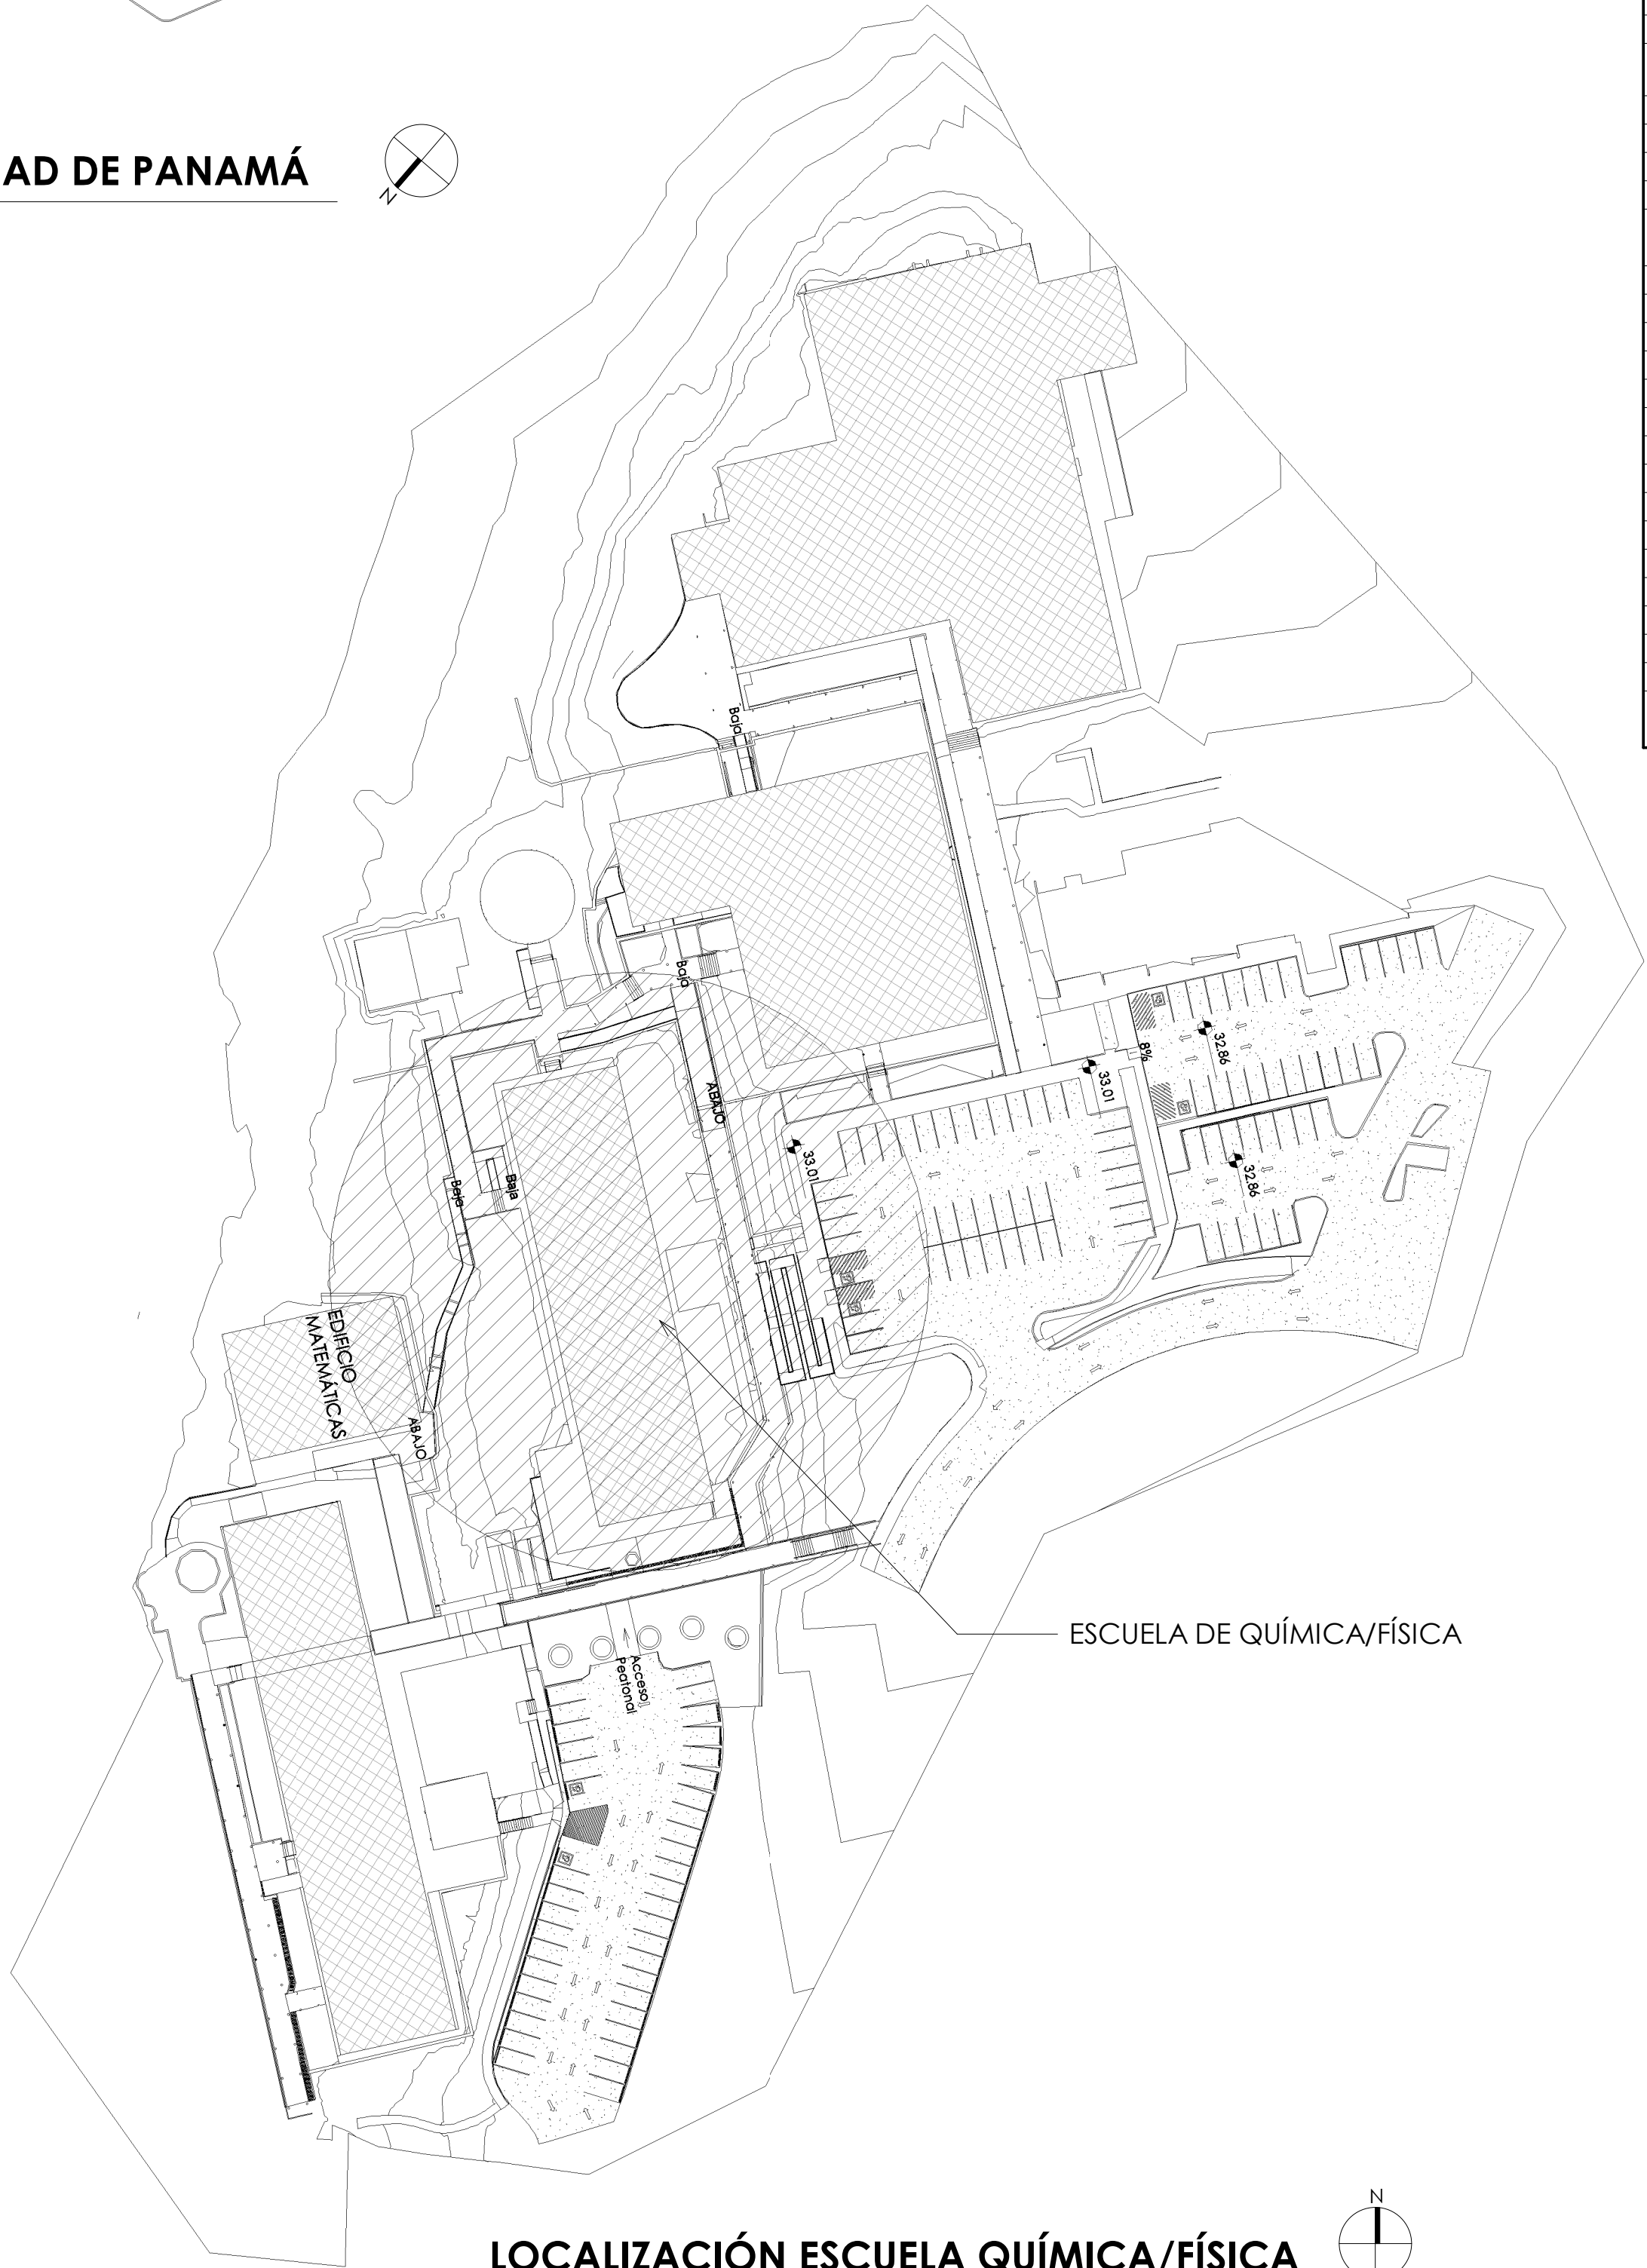 AD DE PANAMÁ
N
Baja
Baja
32.86
8%
33.01
ABAJO
33.01
32.86
Baja
Baja
EDIFICIO
MATEMÁTICAS
ABAJO
ESCUELA DE QUÍMICA/FÍSICA
Acceso
Peatonal
N
LOCALIZACIÓN ESCUELA QUÍMICA/FÍSICA